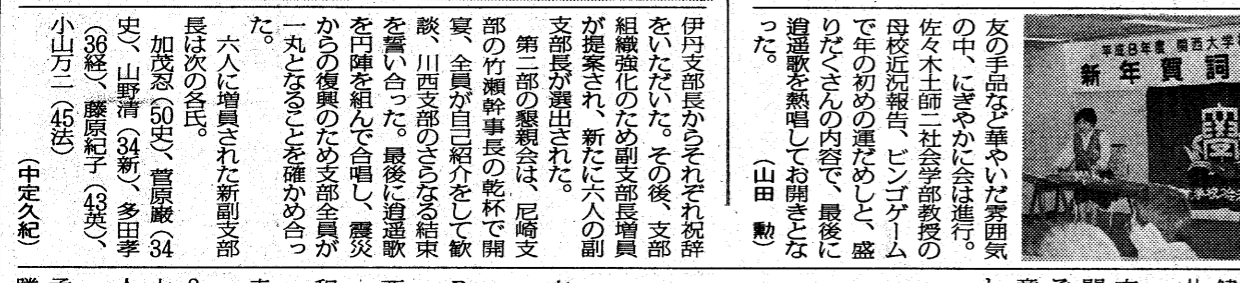 平成8年度 関西大学
新年賀詞
友の手品など華やいだ雰囲気
の中、にぎやかに会は進行。
佐々木土師二社会学部教授の
母校近況報告、ビンゴゲーム
で年の初めの運だめしと、盛
りだくさんの内容で、最後に
逍遥歌を熱唱してお開きとな
った。
(山田 勲)
伊丹支部長からそれぞれ祝辞
をいただいた。その後、支部
組織強化のため副支部長増員
が提案され、新たに六人の副
支部長が選出された。
第二部の懇親会は、尼崎支
部の竹瀬幹事長の乾杯で開
宴、全員が自己紹介をして歓
談、川西支部のさらなる結束
を誓い合った。最後に逍遥歌
を円陣を組んで合唱し、震災
からの復興のため支部全員が
一丸となることを確かめ合っ
た。
六人に増員された新副支部
長は次の各氏。
加茂忍(50史)、菅原巌(34
史)、山野清(34新)、多田孝
(36経)、藤原紀子(43英)、
小山万二(45法)
(中定久紀)